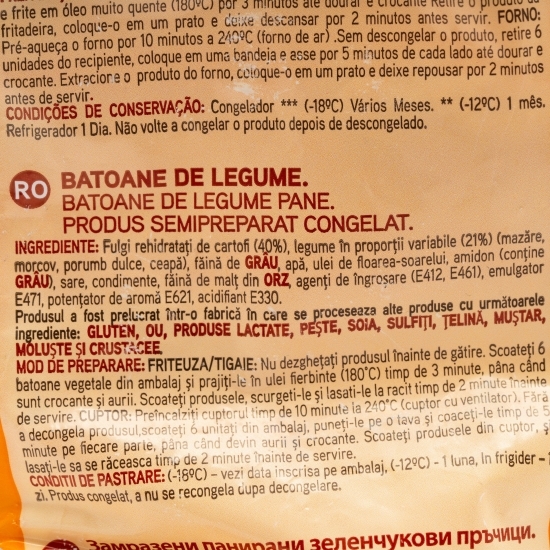 e frite em óleo muito quente (180ºC) por 3 minutos até dourar e crocante Retire o produto da
fritadeira, coloque-o em um prato e deixe descansar por 2 minutos antes servir. FORNO:
Pré-aqueça o forno por 10 minutos a 240ºC (forno de ar) .Sem descongelar o produto, retire 6
unidades do recipiente, coloque em uma bandeja e asse por 5 minutos de cada lado até dourar e
crocante. Extracione o produto do forno, coloque-o em um prato e deixe repousar por 2 minutos
antes de servir.
CONDIÇÕES DE CONSERVAÇÃO: Congelador *** (-18ºC) Vários Meses. ** (-12ºC) 1 mês.
Refrigerador 1 Dia. Não volte a congelar o produto depois de descongelado.
RO BATOANE DE LEGUME.
BATOANE DE LEGUME PANE.
PRODUS SEMIPREPARAT CONGELAT.
INGREDIENTE: Fulgi rehidratați de cartofi (40%), legume în proporții variabile (21%) (mazăre,
morcov, porumb dulce, ceapă), făină de GRÂU, apă, ulei de floarea-soarelui, amidon (conține
GRÂU), sare, condimente, făină de malț din ORZ, agenți de îngroșare (E412, E461), emulgator
E471, potențator de aromă E621, acidifiant E330.
Produsul a fost prelucrat într-o fabrică în care se proceseaza alte produse cu următoarele
ingrediente: GLUTEN, OU, PRODUSE LACTATE, PEȘTE, SOIA, SULFIȚI, ȚELINĂ, MUȘTAR,
MOLUȘTE ȘI CRUSTACEE.
MOD DE PREPARARE: FRITEUZA/TIGAIE: Nu dezghețați produsul înainte de gătire. Scoateți 6
batoane vegetale din ambalaj și prajiți-le în ulei fierbinte (180°C) timp de 3 minute, pâna când
sunt crocante și aurii. Scoateți produsele, scurgeti-le și lasati-le la racit timp de 2 minute înainte
de servire. CUPTOR: Preîncalziți cuptorul timp de 10 minute la 240°C (cuptor cu ventilator). Fără
a decongela produsul,scoateți 6 unitați din ambalaj, puneți-le pe o tava și coaceți-le timp de 5
minute pe fiecare parte, pâna când devin aurii și crocante. Scoateți produsele din cuptor, ș
lasați-le sa se răcească timp de 2 minute înainte de servire.
CONDITII DE PASTRARE: (-18°C) – vezi data inscrisa pe ambalaj, (-12ºC) - 1 luna, In frigider -
zi. Produs congelat, a nu se recongela dupa decongelare.
Замразени панирани зеленчукови пръчици.